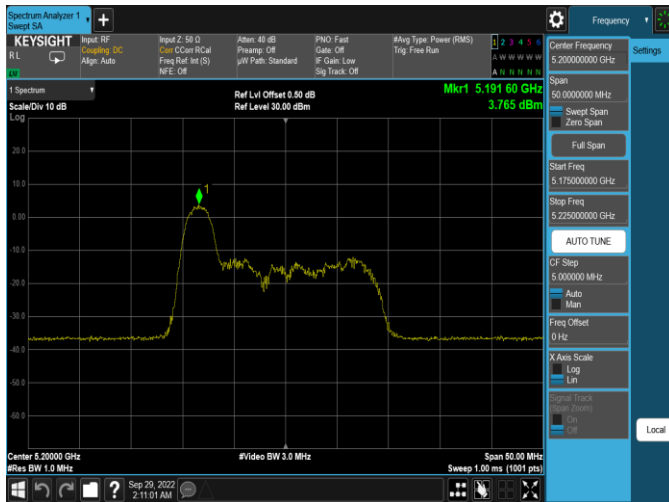 Spectrum Analyzer 1
Swept SA
+
Frequency
KEYSIGHT
R L
LXI
Input: RF
Coupling: DC
Align: Auto
Input Z: 50 Ω
Corr CCorr RCal
Freq Ref: Int (S)
NFE: Off
Atten: 40 dB
Preamp: Off
µW Path: Standard
PNO: Fast
Gate: Off
IF Gain: Low
Sig Track: Off
#Avg Type: Power (RMS)
Trig: Free Run
1 2 3 4 5 6
A W W W W W
A N N N N N
1 Spectrum
Scale/Div 10 dB
Log
Ref Lvl Offset 0.50 dB
Ref Level 30.00 dBm
Mkr1 5.191 60 GHz
3.765 dBm
20.0
10.0
0.00
-10.0
-20.0
-30.0
-40.0
-50.0
-60.0
1
Center 5.20000 GHz
#Res BW 1.0 MHz
#Video BW 3.0 MHz
Span 50.00 MHz
Sweep 1.00 ms (1001 pts)
Center Frequency
5.200000000 GHz
Span
50.0000000 MHz
Swept Span
Zero Span
Full Span
Start Freq
5.175000000 GHz
Stop Freq
5.225000000 GHz
AUTO TUNE
CF Step
5.000000 MHz
Auto
Man
Freq Offset
0 Hz
X Axis Scale
Log
Lin
Signal Track
(Span Zoom)
On
Off
Settings
Local
?
Sep 29, 2022
2:11:01 AM